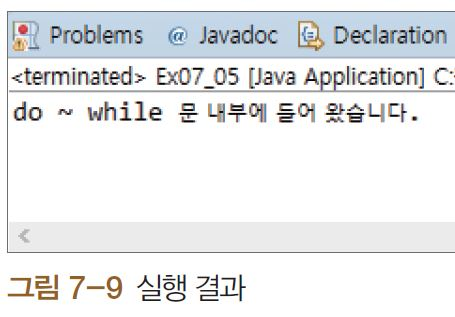 Problems @ Javadoc Declaration
<terminated> Ex07_05 [Java Application] C:
do ~ while 문 내부에 들어 왔습니다.
그림 7-9 실행 결과